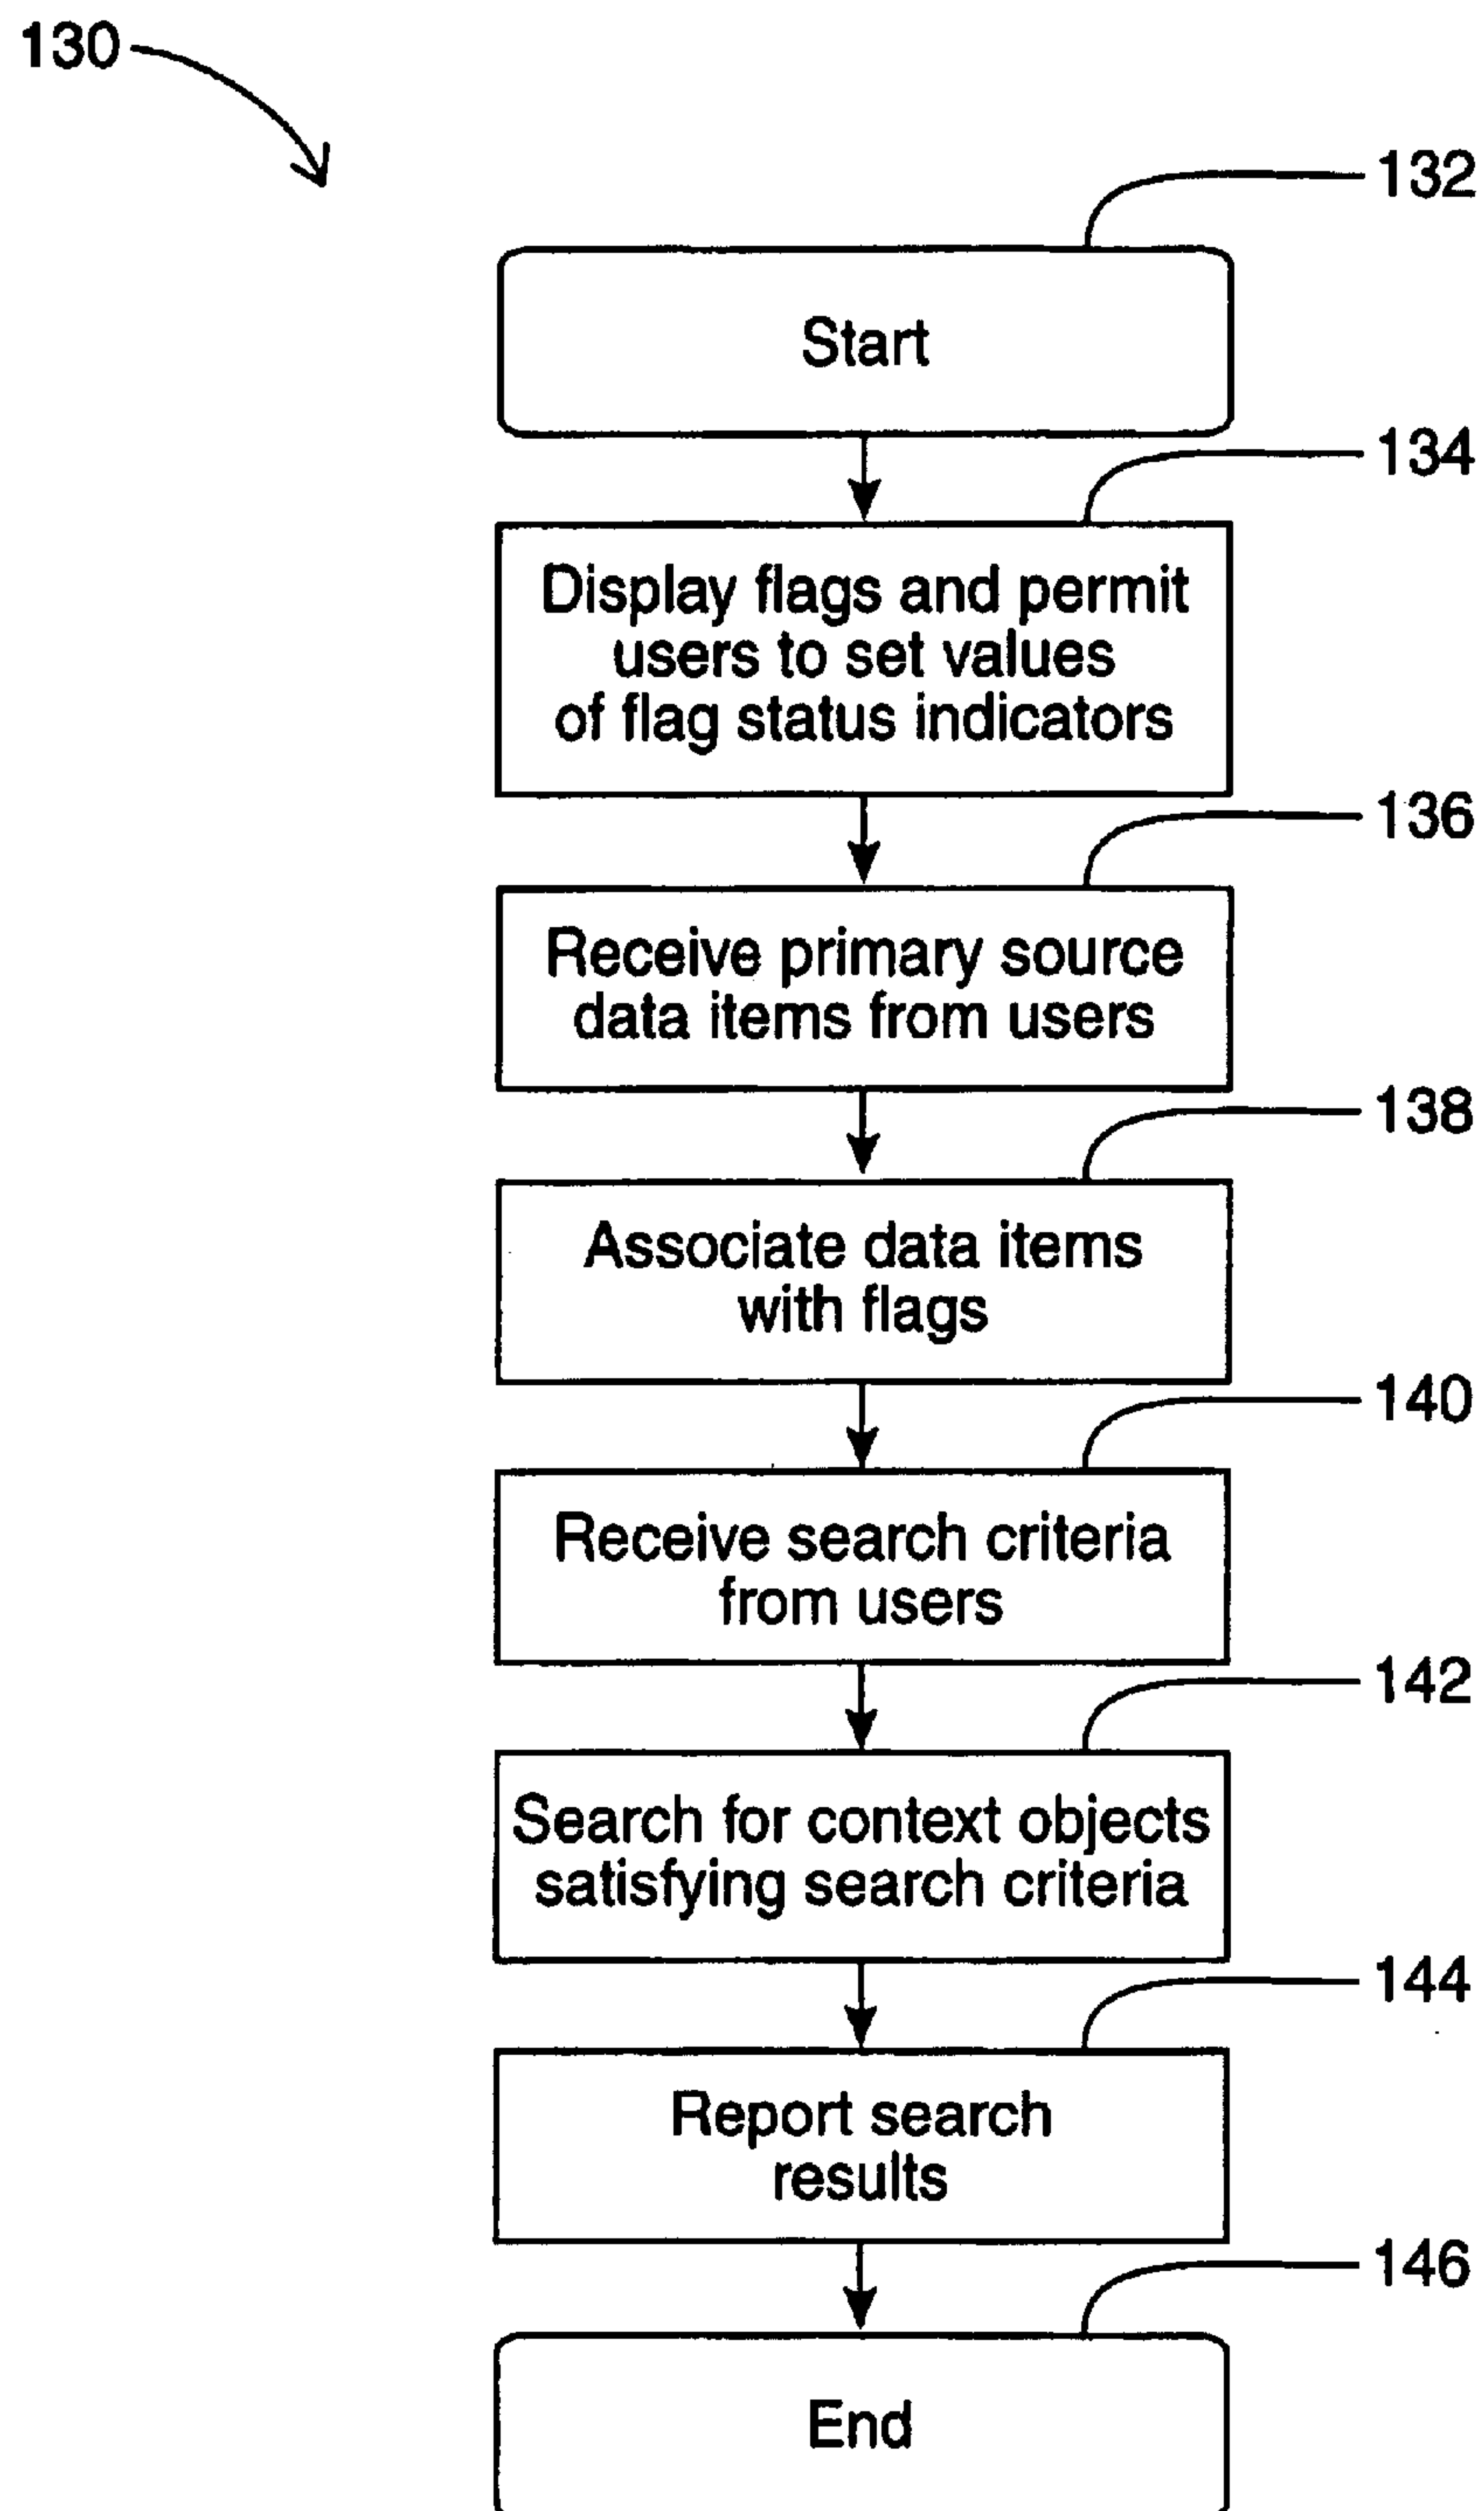 130
132
Start
134
Display flags and permit
users to set values
of flag status indicators
136
Receive primary source
data items from users
138
Associate data items
with flags
140
Receive search criteria
from users
142
Search for context objects
satisfying search criteria
144
Report search
results
146
End